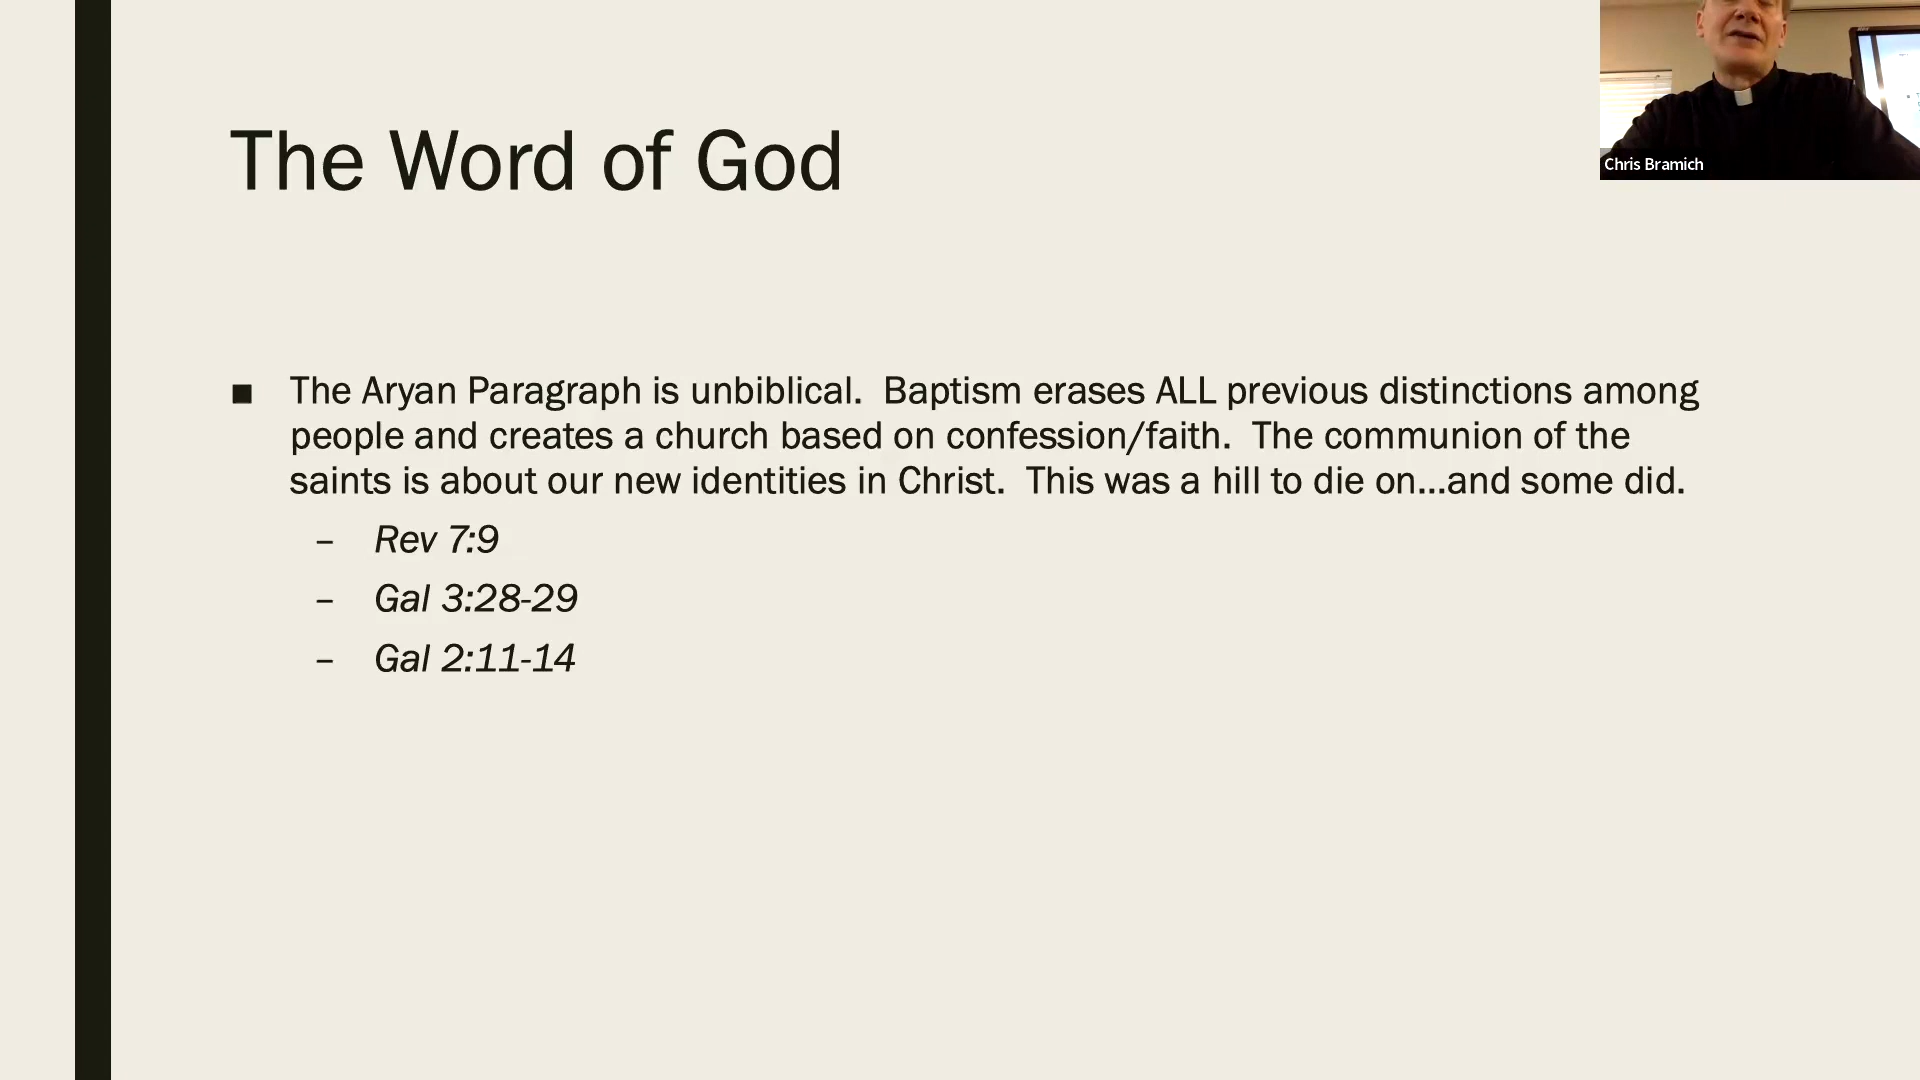 The Word of God
Chris Bramich
■ The Aryan Paragraph is unbiblical.  Baptism erases ALL previous distinctions among
people and creates a church based on confession/faith.  The communion of the
saints is about our new identities in Christ.  This was a hill to die on...and some did.
– Rev 7:9
– Gal 3:28-29
– Gal 2:11-14